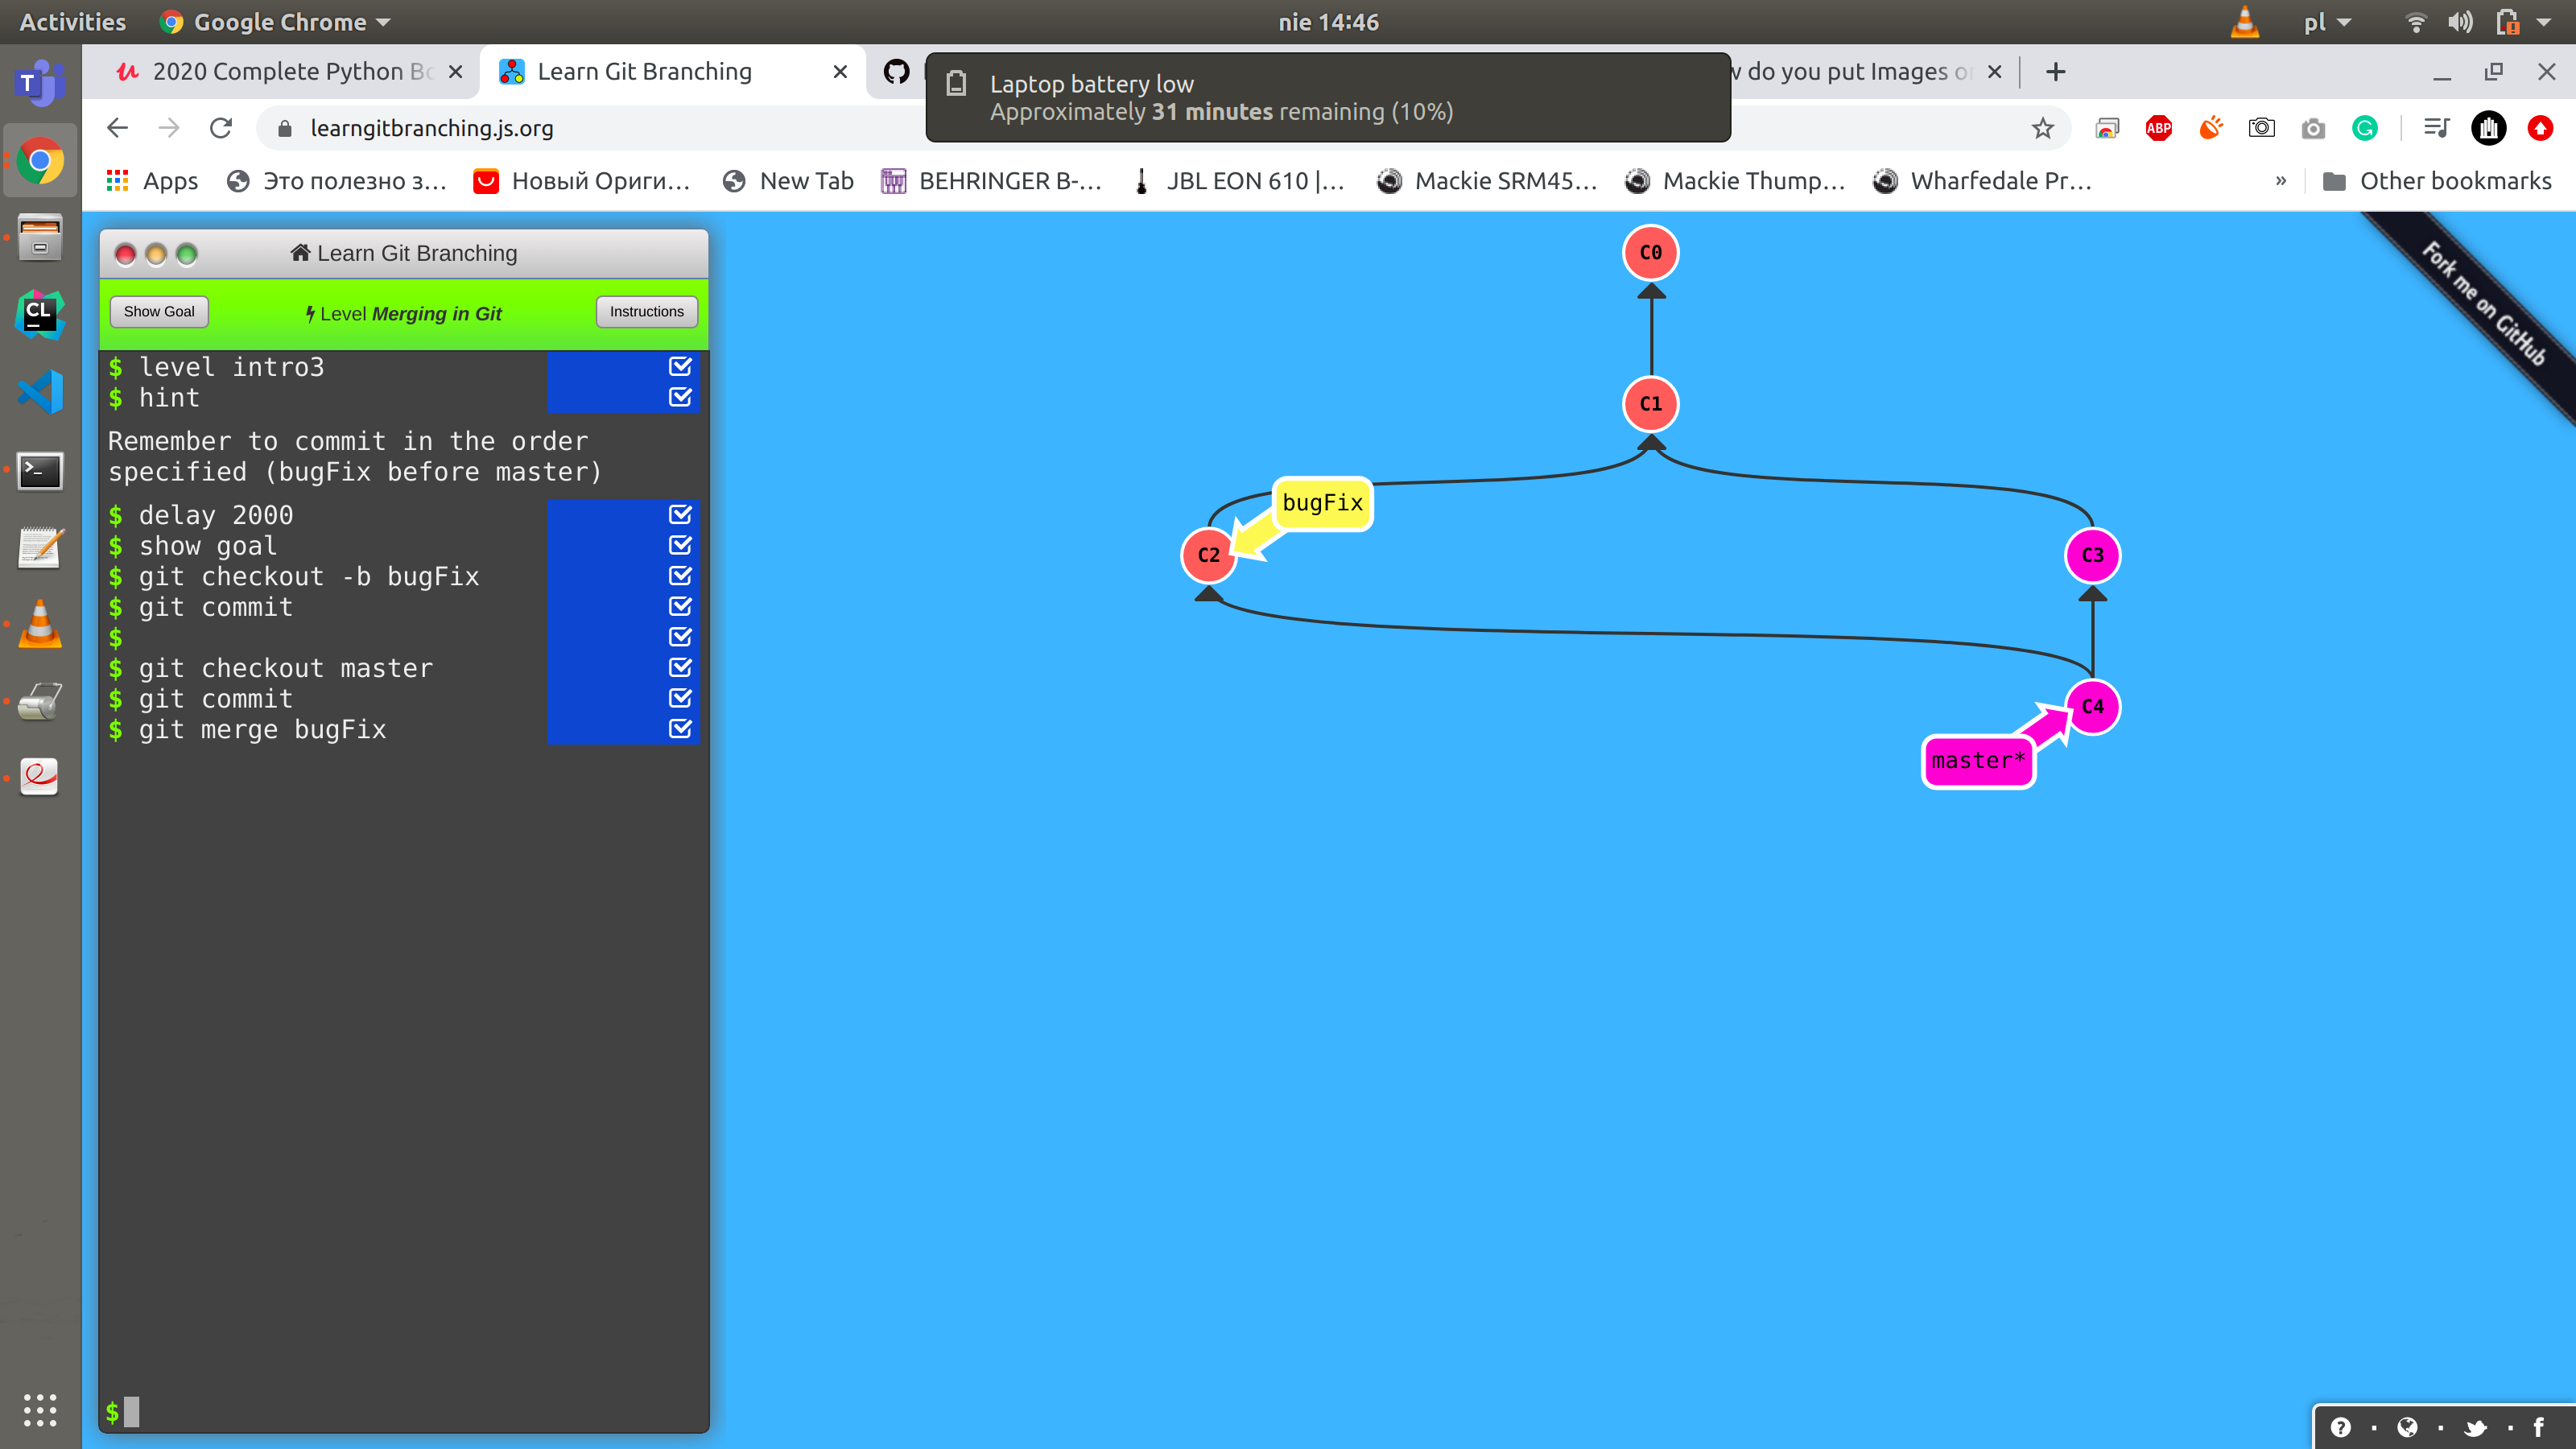 Activities
Google Chrome
nie 14:46
pl
2020 Complete Python Bo
Learn Git Branching
w do you put Images o
Laptop battery low
Approximately 31 minutes remaining (10%)
learngitbranching.js.org
ABP
Apps
Это полезно з...
Новый Ориги...
New Tab
BEHRINGER B-...
JBL EON 610 |...
Mackie SRM45...
Mackie Thump...
Wharfedale Pr...
»
Other bookmarks
Learn Git Branching
Show Goal
Level Merging in Git
Instructions
$ level intro3
$ hint
Remember to commit in the order
specified (bugFix before master)
$ delay 2000
$ show goal
$ git checkout -b bugFix
$ git commit
$
$ git checkout master
$ git commit
$ git merge bugFix
$
C0
C1
bugFix
C2
C3
C4
master*
Fork me on GitHub